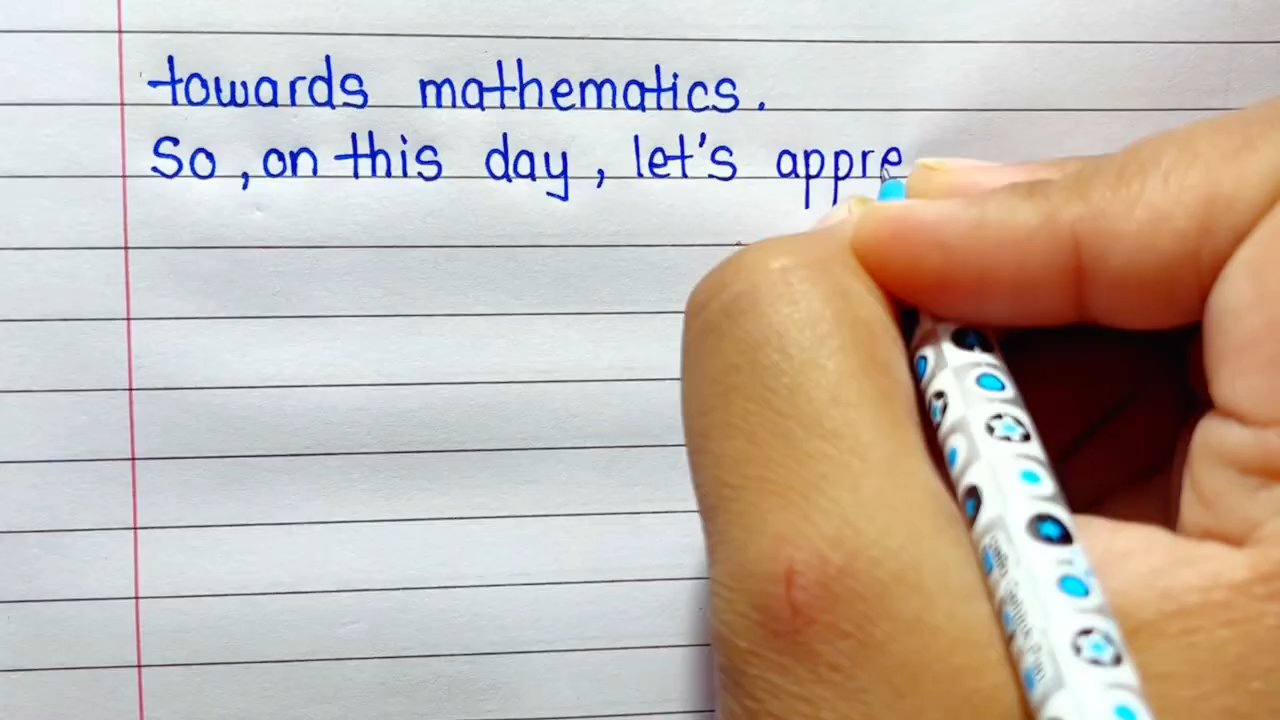 towards mathematics.
So, on this day, let's appre